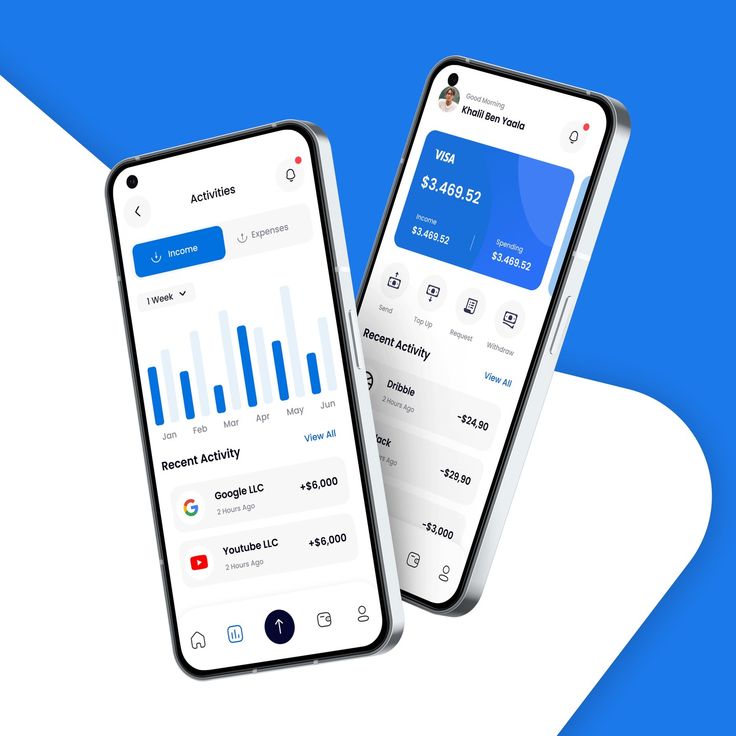 Activities
Income
Expenses
1 Week
Jan
Feb
Mar
Apr
May
Jun
Recent Activity
View All
Google LLC
2 Hours Ago
+$6,000
Youtube LLC
2 Hours Ago
+$6,000
Good Morning
Khalil Ben Yaala
VISA
$3.469.52
Income
$3.469.52
Spending
$3.469.52
Send
Top Up
Request
Withdraw
Recent Activity
View All
Dribble
2 Hours Ago
-$24,90
Ago
-$29,90
-$3,000